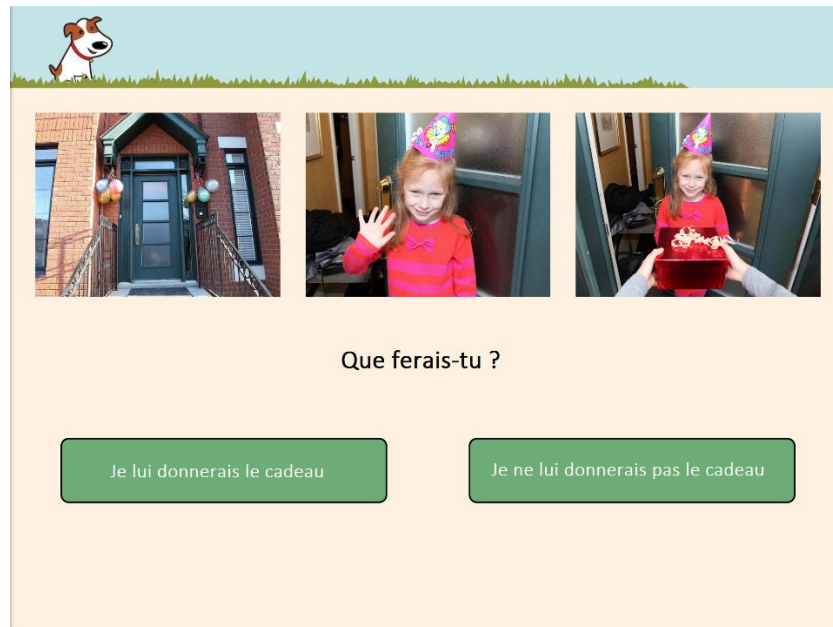 Que ferais-tu ?
Je lui donnerais le cadeau
Je ne lui donnerais pas le cadeau